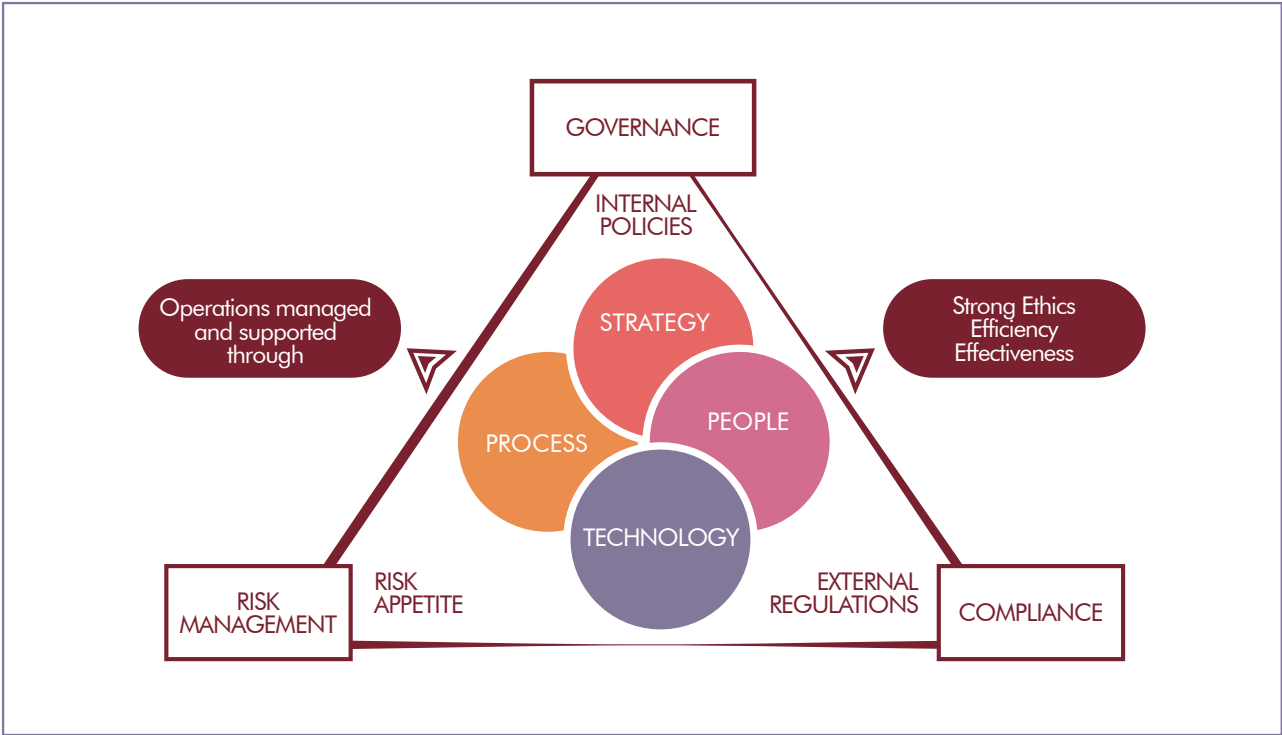 GOVERNANCE
INTERNAL
POLICIES
Operations managed
and supported
through
Strong Ethics
Efficiency
Effectiveness
STRATEGY
PEOPLE
PROCESS
TECHNOLOGY
RISK
MANAGEMENT
RISK
APPETITE
EXTERNAL
REGULATIONS
COMPLIANCE